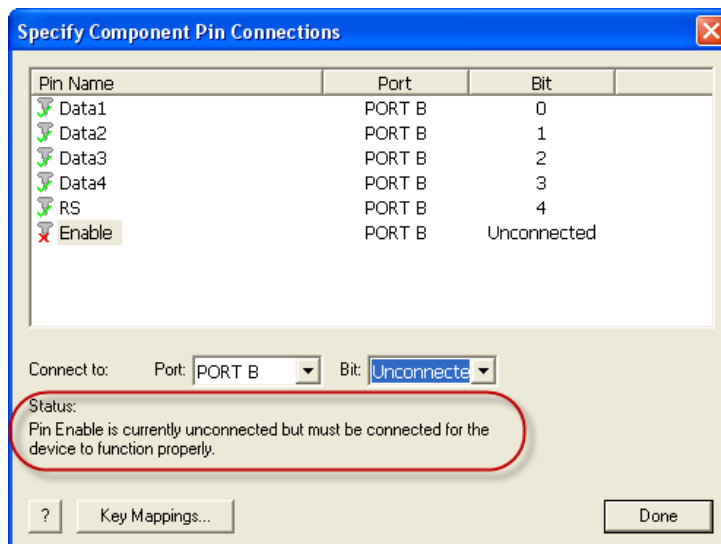 Specify Component Pin Connections
Pin Name Port Bit
Data1 PORT B 0
Data2 PORT B 1
Data3 PORT B 2
Data4 PORT B 3
RS PORT B 4
Enable PORT B Unconnected
Connect to: Port: PORT B Bit: Unconnecte
Status:
Pin Enable is currently unconnected but must be connected for the
device to function properly.
? Key Mappings... Done